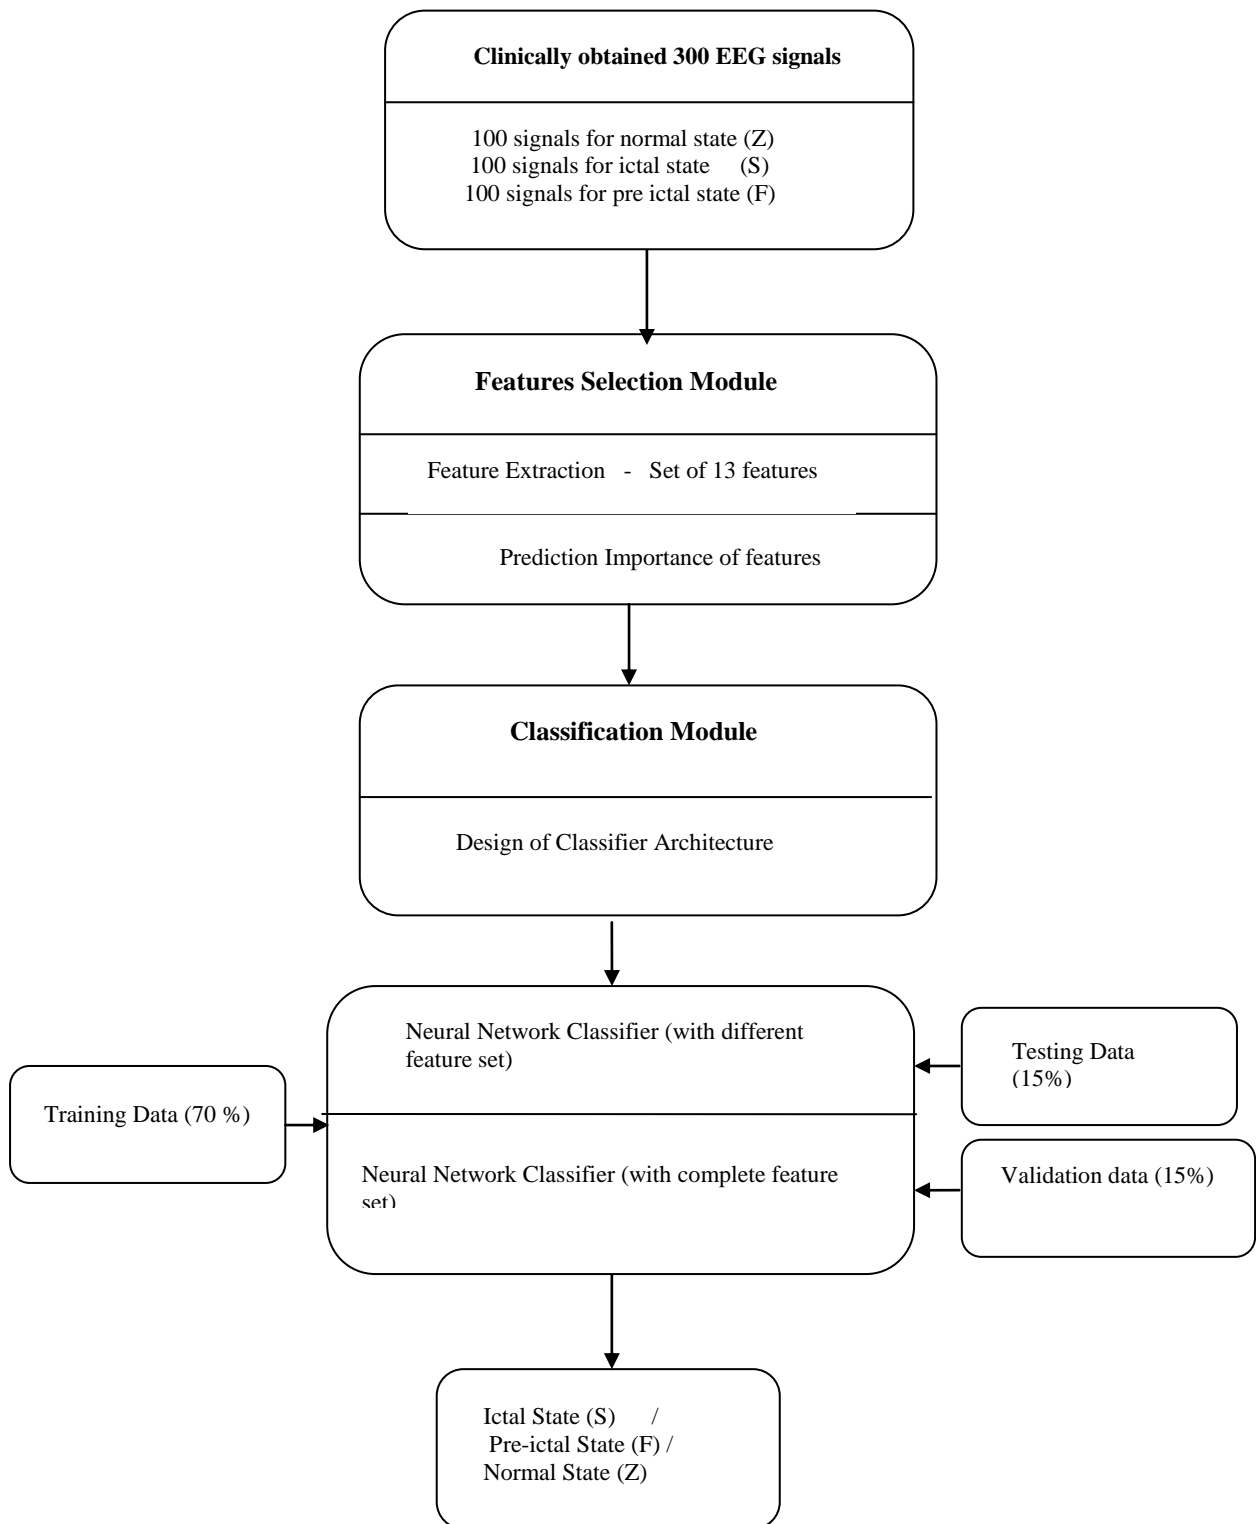 Clinically obtained 300 EEG signals
100 signals for normal state (Z)
100 signals for ictal state (S)
100 signals for pre ictal state (F)
Features Selection Module
Feature Extraction - Set of 13 features
Prediction Importance of features
Classification Module
Design of Classifier Architecture
Neural Network Classifier (with different
feature set)
Testing Data
(15%)
Training Data (70 %)
Neural Network Classifier (with complete feature
set)
Validation data (15%)
Ictal State (S) /
Pre-ictal State (F) /
Normal State (Z)